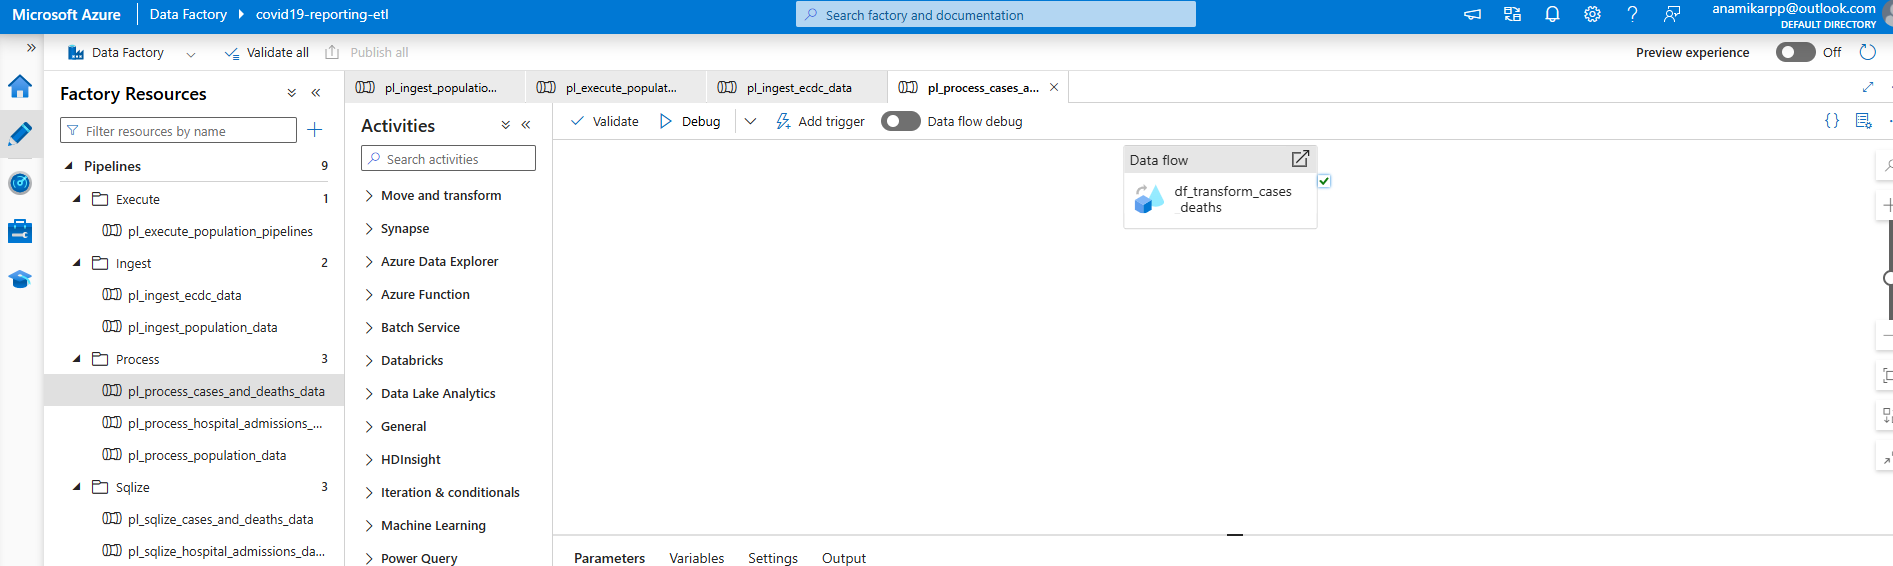 Microsoft Azure
Data Factory
covid19-reporting-etl
Search factory and documentation
anamikarpp@outlook.com
DEFAULT DIRECTORY
Data Factory
Validate all
Publish all
Preview experience
Off
Factory Resources
Filter resources by name
Pipelines 9
Execute 1
pl_execute_population_pipelines
Ingest 2
pl_ingest_ecdc_data
pl_ingest_population_data
Process 3
pl_process_cases_and_deaths_data
pl_process_hospital_admissions_...
pl_process_population_data
Sqlize 3
pl_sqlize_cases_and_deaths_data
pl_sqlize_hospital_admissions_da...
pl_ingest_populatio...
pl_execute_populat...
pl_ingest_ecdc_data
pl_process_cases_a...
Activities
Search activities
Move and transform
Synapse
Azure Data Explorer
Azure Function
Batch Service
Databricks
Data Lake Analytics
General
HDInsight
Iteration & conditionals
Machine Learning
Power Query
Validate
Debug
Add trigger
Data flow debug
Data flow
df_transform_cases
_deaths
Parameters
Variables
Settings
Output